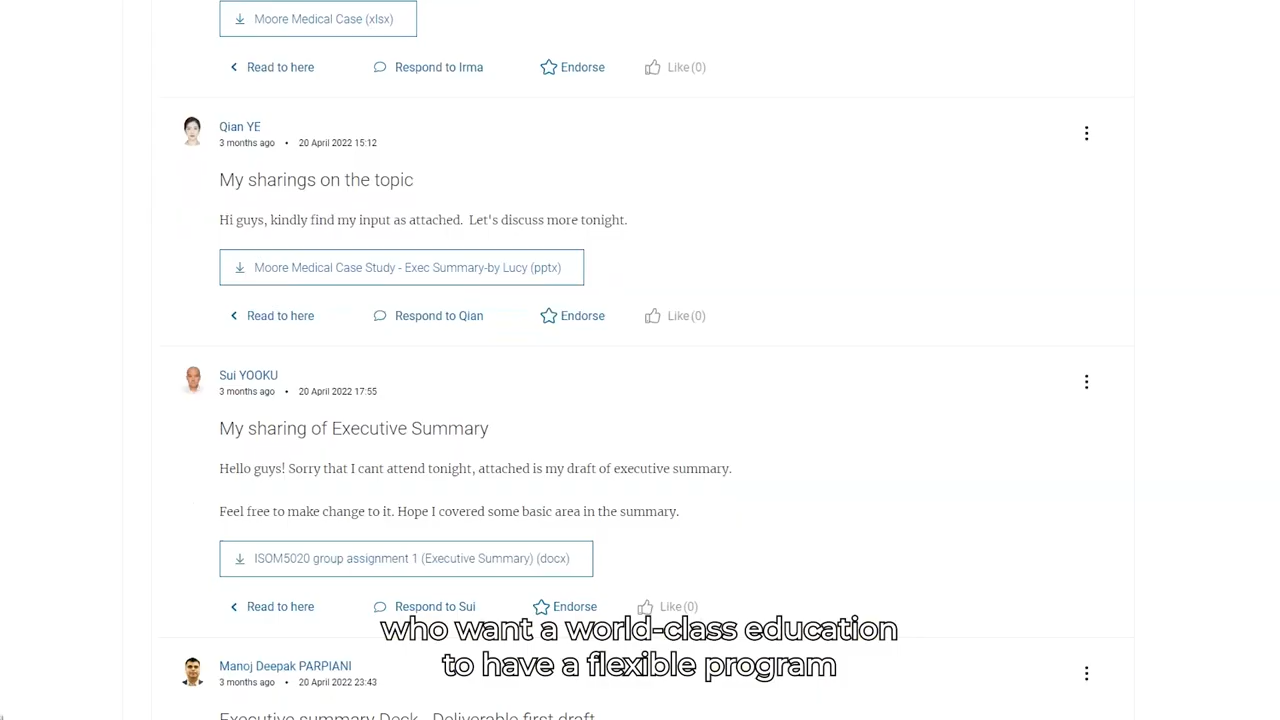 Moore Medical Case (xlsx)
Read to here Respond to Irma Endorse Like (0)
Qian YE
3 months ago • 20 April 2022 15:12
My sharings on the topic
Hi guys, kindly find my input as attached. Let's discuss more tonight.
Moore Medical Case Study - Exec Summary-by Lucy (pptx)
Read to here Respond to Qian Endorse Like (0)
Sui YOOKU
3 months ago • 20 April 2022 17:55
My sharing of Executive Summary
Hello guys! Sorry that I cant attend tonight, attached is my draft of executive summary.
Feel free to make change to it. Hope I covered some basic area in the summary.
ISOM5020 group assignment 1 (Executive Summary) (docx)
Read to here Respond to Sui Endorse Like (0)
who want a world-class education
to have a flexible program
Manoj Deepak PARPIANI
3 months ago • 20 April 2022 23:43
Executive summary Deck - Deliverable first draft